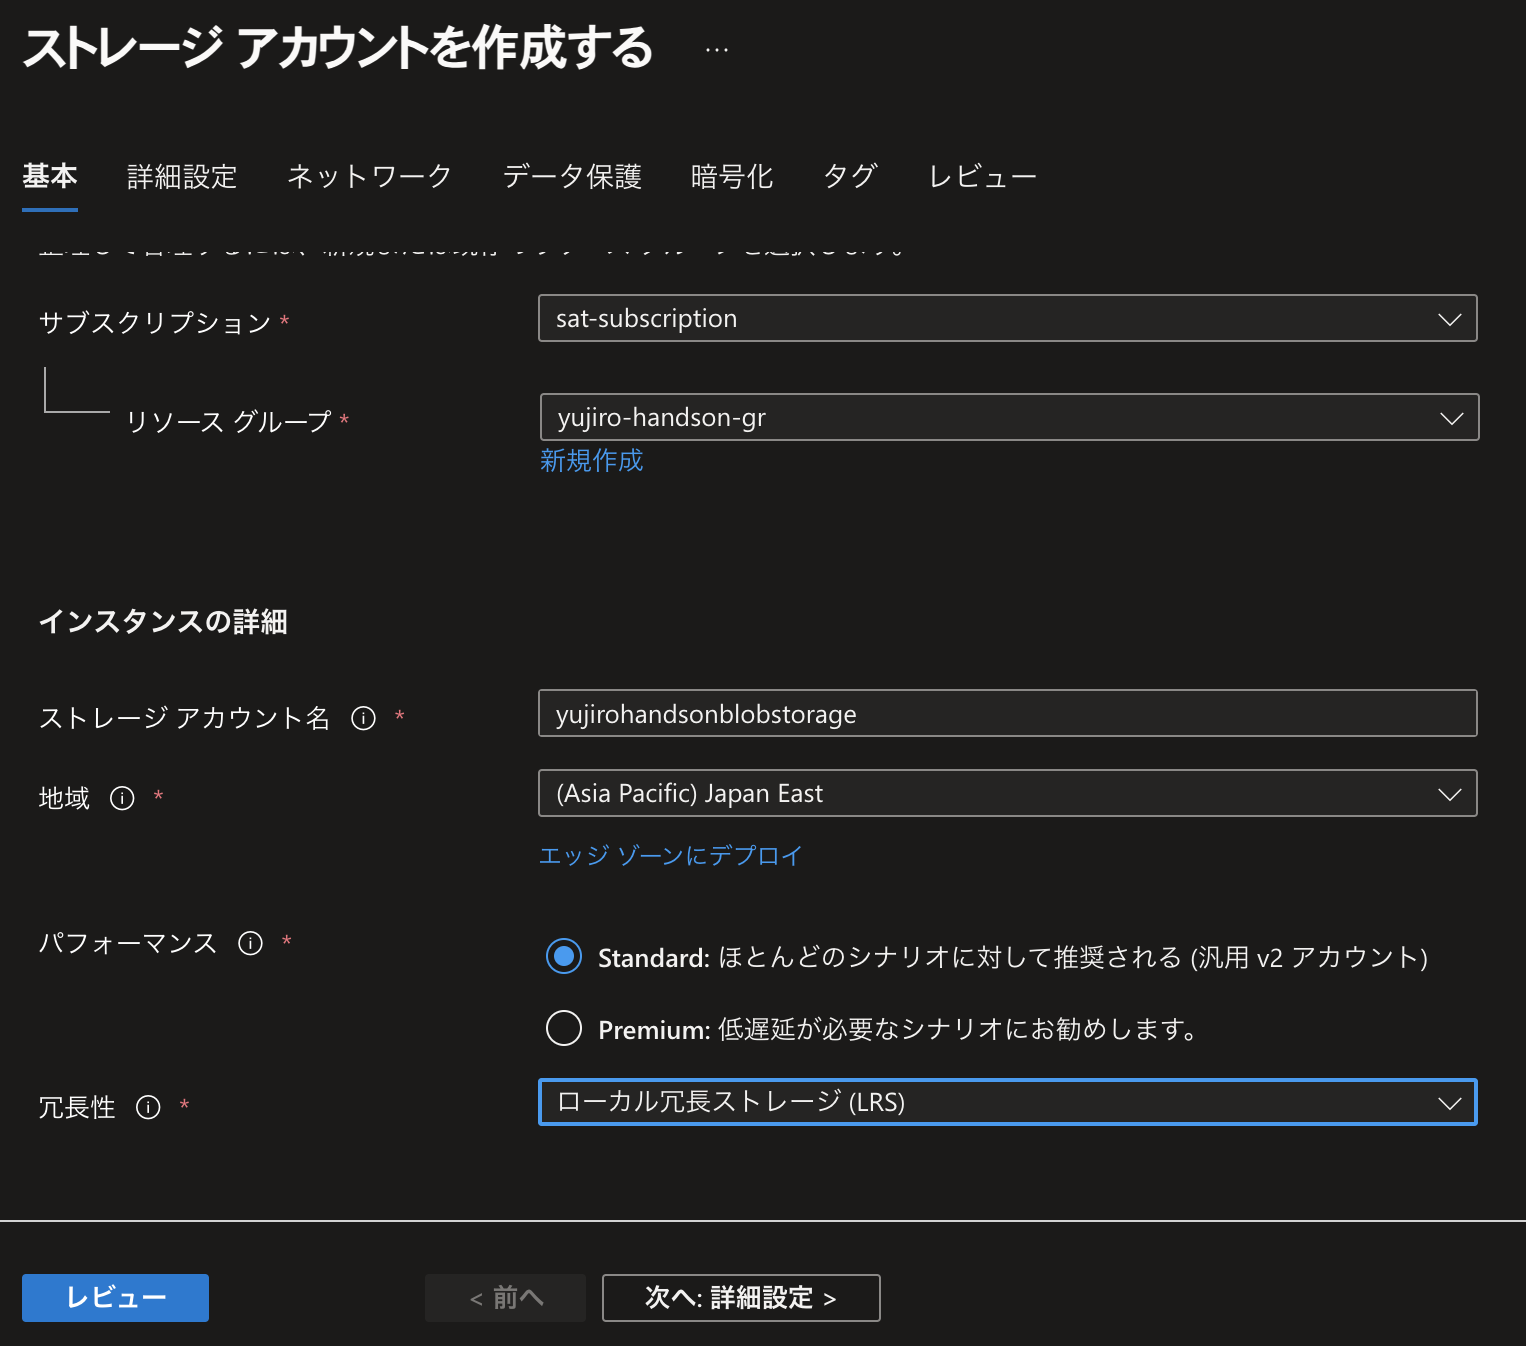 ストレージ アカウントを作成する ...
基本 詳細設定 ネットワーク データ保護 暗号化 タグ レビュー
サブスクリプション *
sat-subscription
リソース グループ *
yujiro-handson-gr
新規作成
インスタンスの詳細
ストレージ アカウント名 *
yujirohandsonblobstorage
地域 *
(Asia Pacific) Japan East
エッジ ゾーンにデプロイ
パフォーマンス *
Standard: ほとんどのシナリオに対して推奨される (汎用 v2 アカウント)
Premium: 低遅延が必要なシナリオにお勧めします。
冗長性 *
ローカル冗長ストレージ (LRS)
レビュー
< 前へ
次へ: 詳細設定 >